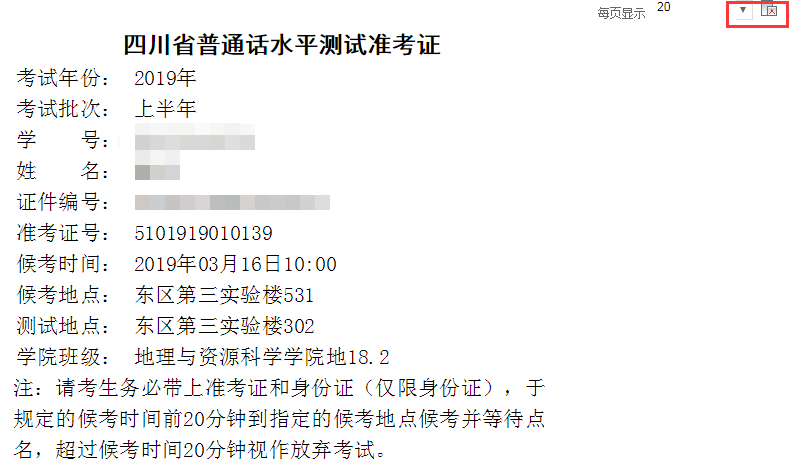 每页显示 20
四川省普通话水平测试准考证
考试年份： 2019年
考试批次： 上半年
学 号：
姓 名：
证件编号：
准考证号： 5101919010139
候考时间： 2019年03月16日10:00
候考地点： 东区第三实验楼531
测试地点： 东区第三实验楼302
学院班级： 地理与资源科学学院地18.2
注：请考生务必带上准考证和身份证（仅限身份证），于
规定的候考时间前20分钟到指定的候考地点候考并等待点
名，超过候考时间20分钟视作放弃考试。